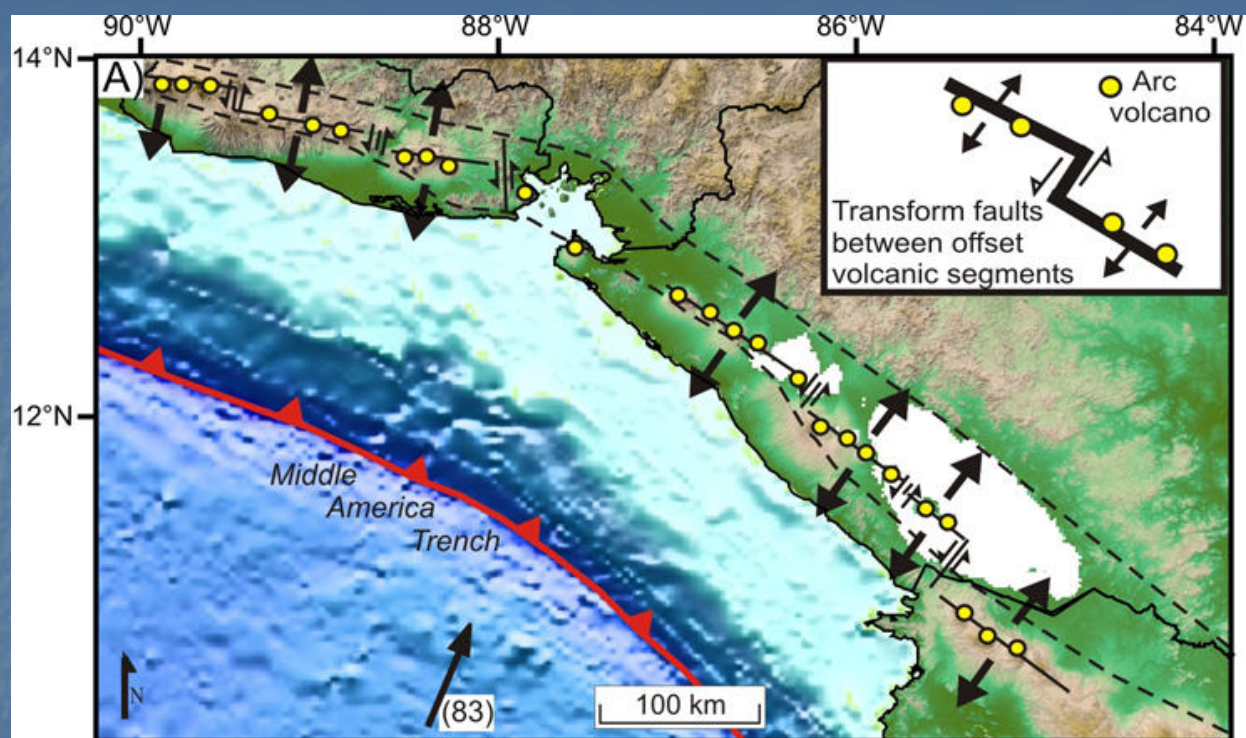 90°W 88°W 86°W 84°W
14°N
A)
Arc
volcano
Transform faults
between offset
volcanic segments
12°N
Middle
America
Trench
N
(83)
100 km